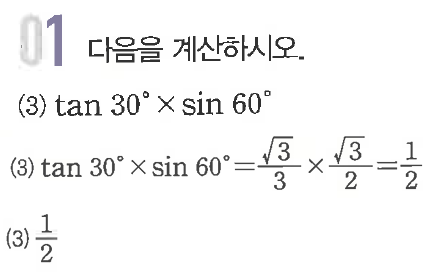 01 다음을 계산하시오.
(3) tan 30° × sin 60°
(3) tan 30° × sin 60° = √3/3 × √3/2 = 1/2
(3) 1/2